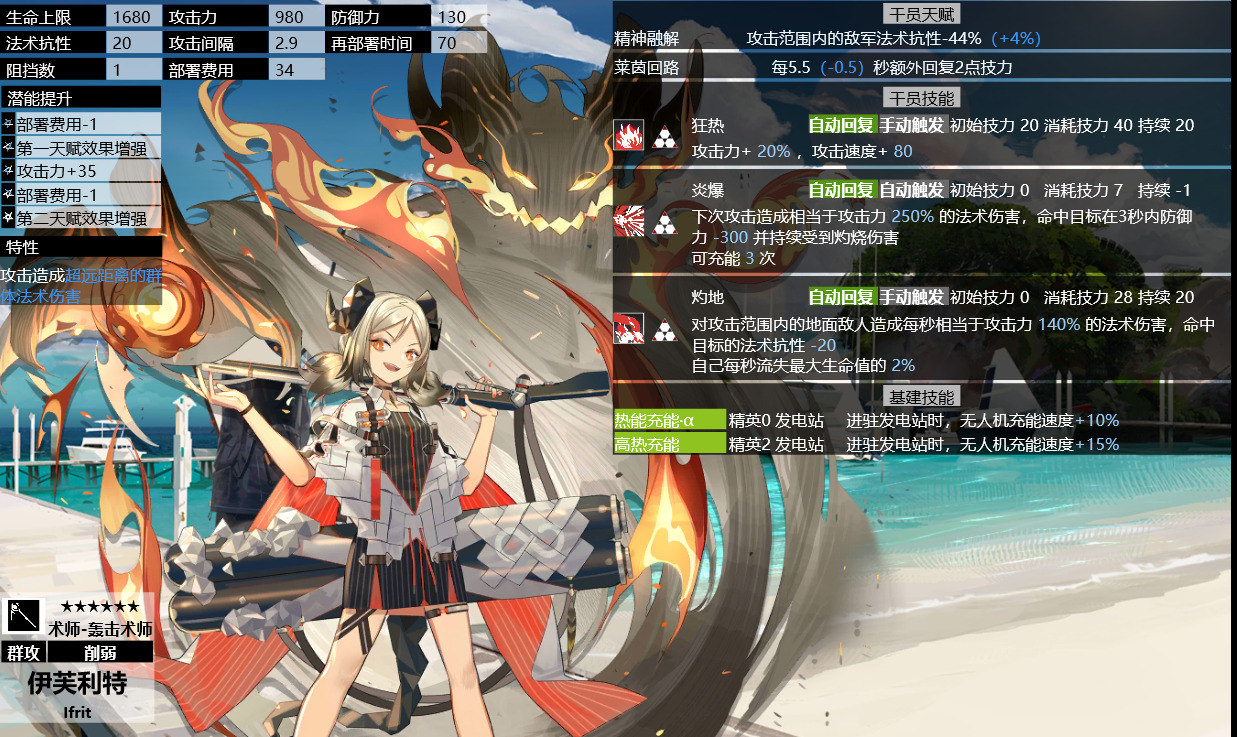 生命上限 1680 攻击力 980 防御力 130
法术抗性 20 攻击间隔 2.9 再部署时间 70
阻挡数 1 部署费用 34
潜能提升
部署费用-1
第一天赋效果增强
攻击力+35
部署费用-1
第二天赋效果增强
特性
攻击造成超远距离的群
体法术伤害
★★★★★★
术师-轰击术师
群攻 削弱
伊芙利特
Ifrit
干员天赋
精神融解 攻击范围内的敌军法术抗性-44%（+4%）
莱茵回路 每5.5（-0.5）秒额外回复2点技力
干员技能
狂热 自动回复 手动触发 初始技力 20 消耗技力 40 持续 20
攻击力+ 20% ，攻击速度+ 80
炎爆 自动回复 自动触发 初始技力 0 消耗技力 7 持续 -1
下次攻击造成相当于攻击力 250% 的法术伤害，命中目标在3秒内防御
力 -300 并持续受到灼烧伤害
可充能 3 次
灼地 自动回复 手动触发 初始技力 0 消耗技力 28 持续 20
对攻击范围内的地面敌人造成每秒相当于攻击力 140% 的法术伤害，命中
目标的法术抗性 -20
自己每秒流失最大生命值的 2%
基建技能
热能充能·α 精英0 发电站 进驻发电站时，无人机充能速度+10%
高热充能 精英2 发电站 进驻发电站时，无人机充能速度+15%